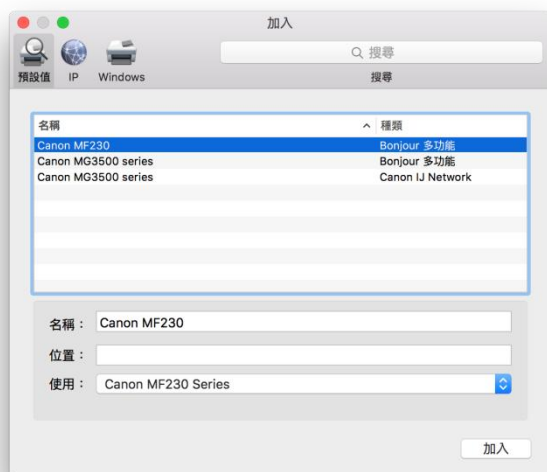 加入
搜尋
預設值 IP Windows 搜尋
名稱 種類
Canon MF230 Bonjour 多功能
Canon MG3500 series Bonjour 多功能
Canon MG3500 series Canon IJ Network
名稱： Canon MF230
位置：
使用： Canon MF230 Series
加入